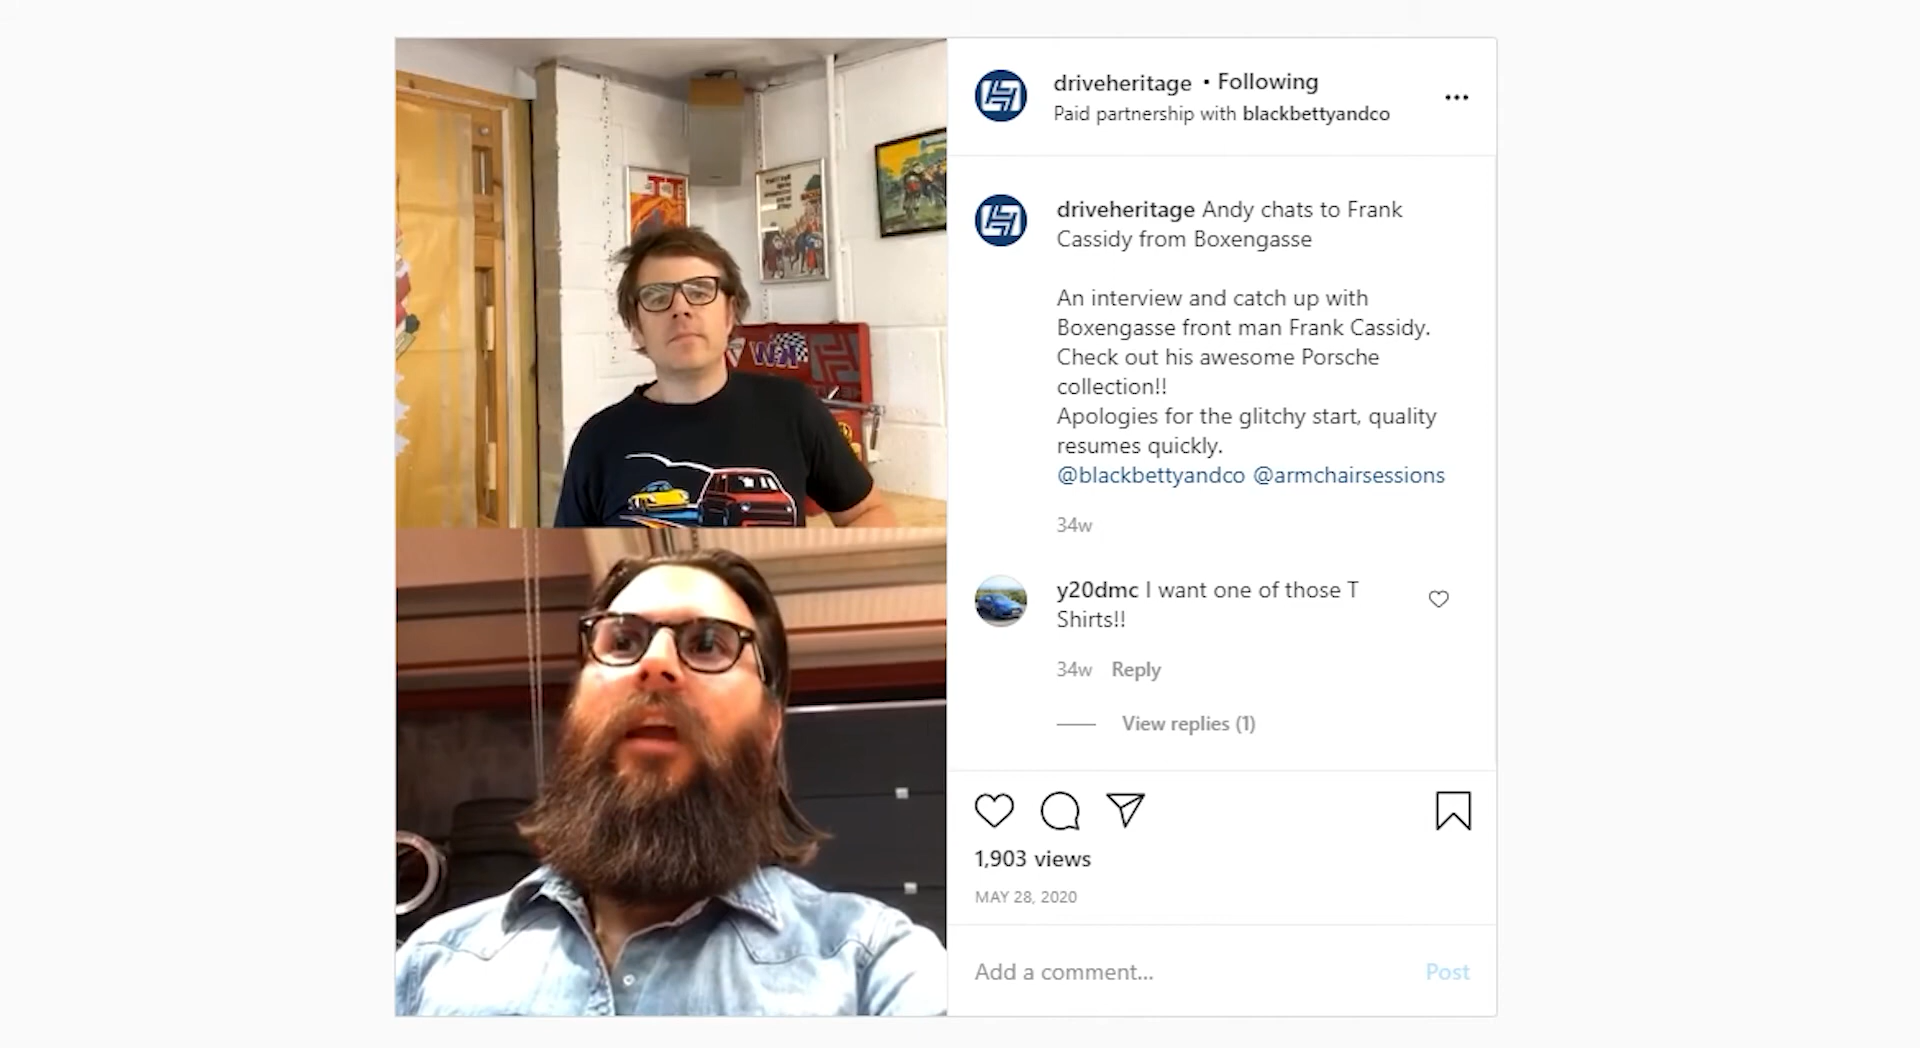 driveheritage • Following
Paid partnership with blackbettyandco
driveheritage Andy chats to Frank
Cassidy from Boxengasse
An interview and catch up with
Boxengasse front man Frank Cassidy.
Check out his awesome Porsche
collection!!
Apologies for the glitchy start, quality
resumes quickly.
@blackbettyandco @armchairsessions
34w
y20dmc I want one of those T
Shirts!!
34w Reply
View replies (1)
1,903 views
MAY 28, 2020
Add a comment... Post